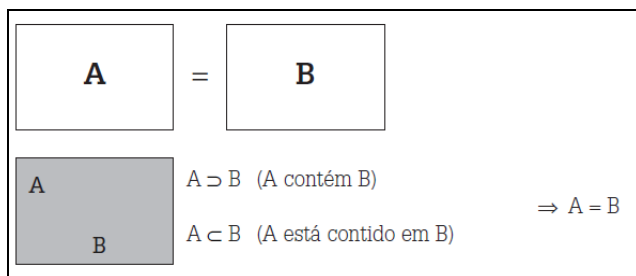 A = B
A
A ⊃ B (A contém B)
⇒ A = B
A ⊂ B (A está contido em B)
B